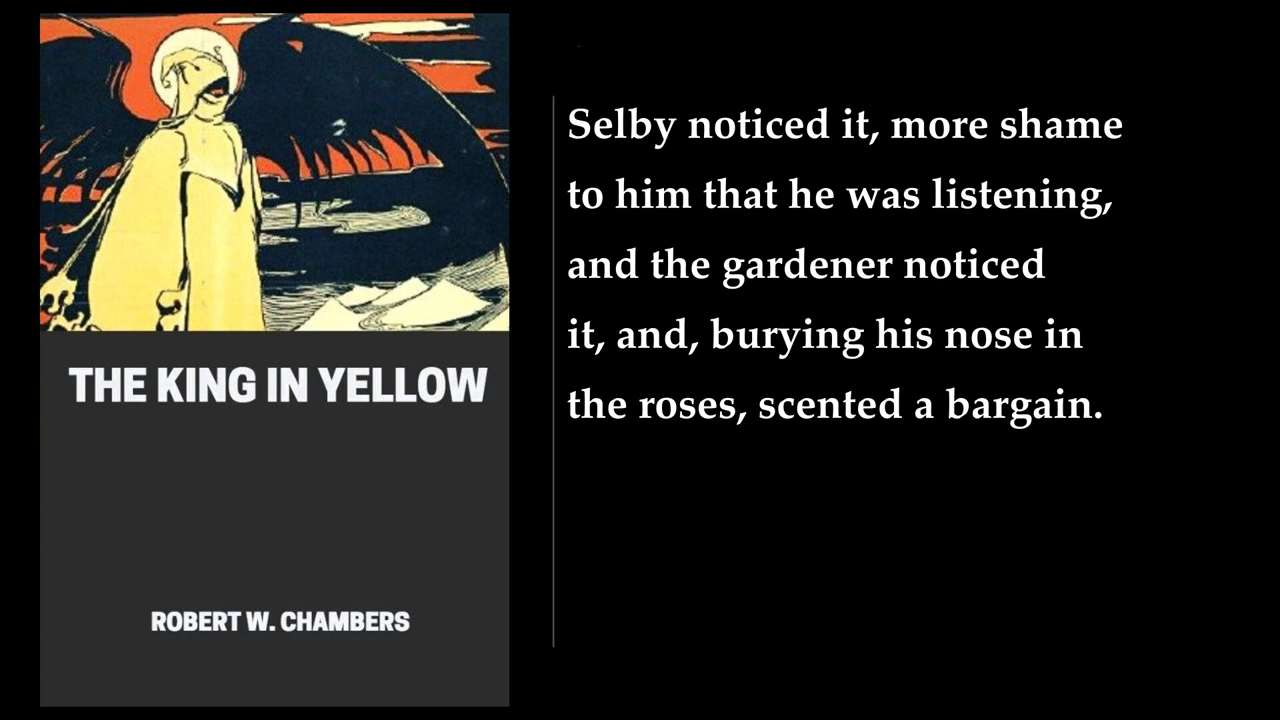 THE KING IN YELLOW
ROBERT W. CHAMBERS
Selby noticed it, more shame
to him that he was listening,
and the gardener noticed
it, and, burying his nose in
the roses, scented a bargain.